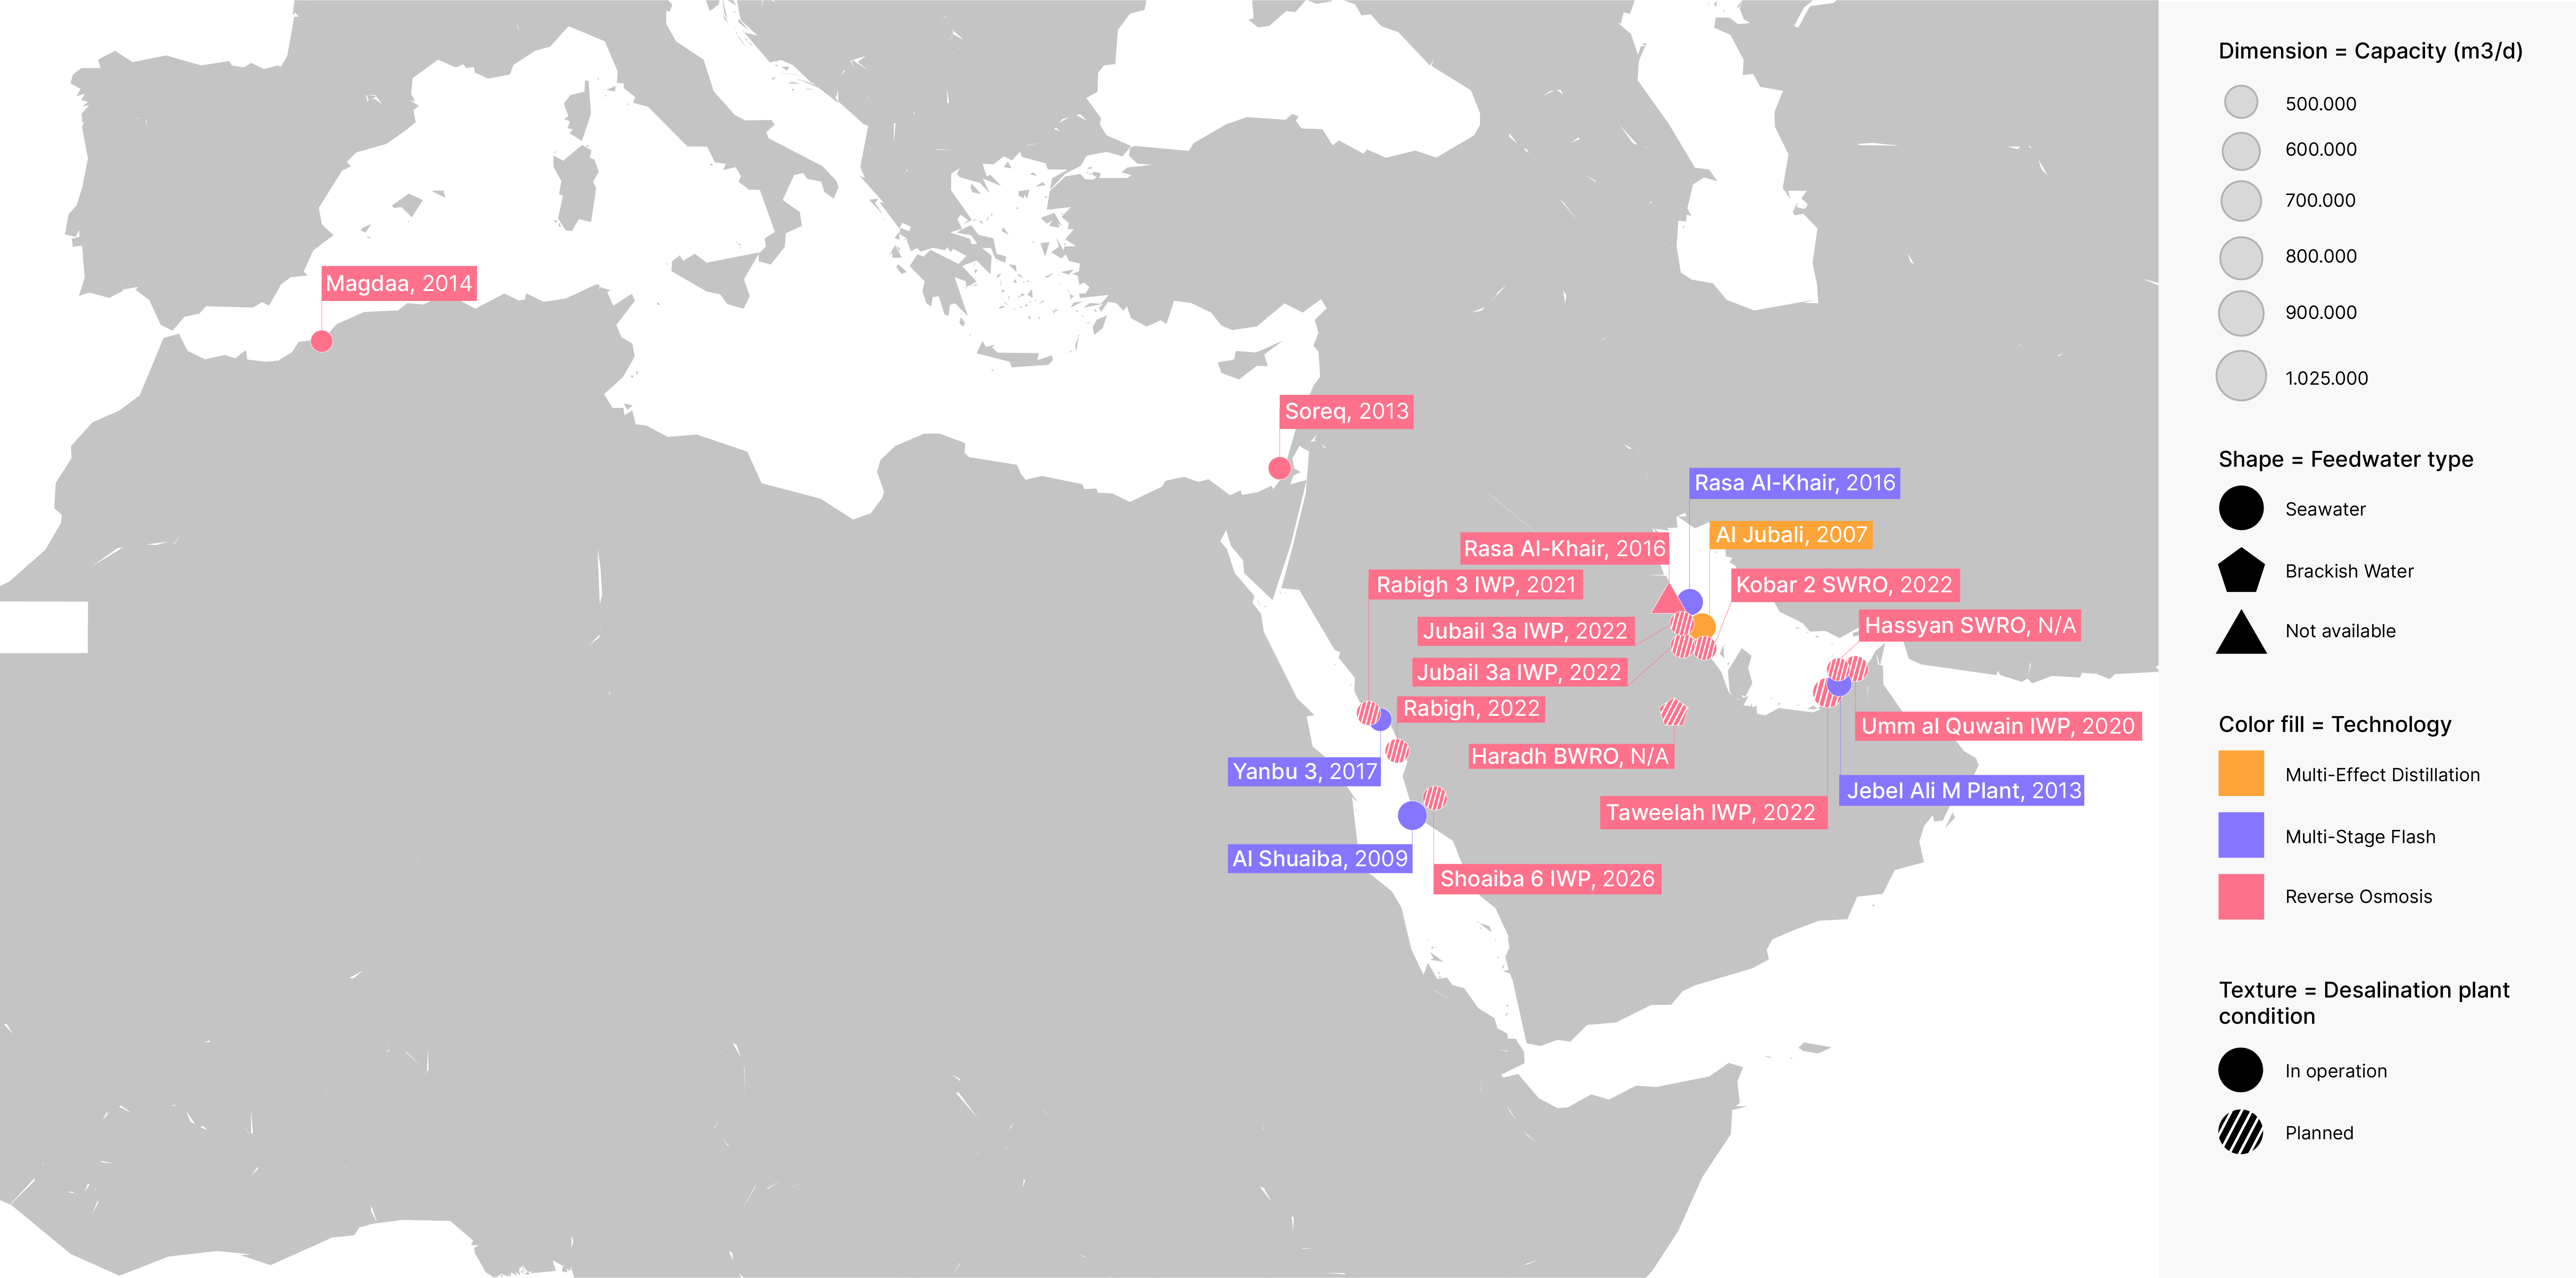 Magdaa, 2014
Soreq, 2013
Rasa Al-Khair, 2016
Al Jubali, 2007
Rasa Al-Khair, 2016
Rabigh 3 IWP, 2021
Kobar 2 SWRO, 2022
Jubail 3a IWP, 2022
Hassyan SWRO, N/A
Jubail 3a IWP, 2022
Rabigh, 2022
Umm al Quwain IWP, 2020
Haradh BWRO, N/A
Yanbu 3, 2017
Jebel Ali M Plant, 2013
Taweelah IWP, 2022
Al Shuaiba, 2009
Shoaiba 6 IWP, 2026
Dimension = Capacity (m3/d)
500.000
600.000
700.000
800.000
900.000
1.025.000
Shape = Feedwater type
Seawater
Brackish Water
Not available
Color fill = Technology
Multi-Effect Distillation
Multi-Stage Flash
Reverse Osmosis
Texture = Desalination plant
condition
In operation
Planned